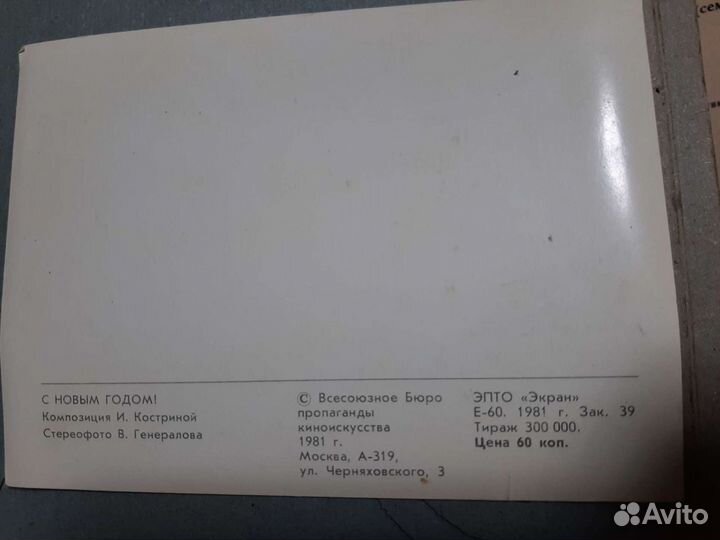 С НОВЫМ ГОДОМ!
Композиция И. Костриной
Стереофото В. Генералова
© Всесоюзное Бюро
пропаганды
киноискусства
1981 г.
Москва, А-319,
ул. Черняховского, 3
ЭПТО «Экран»
Е-60. 1981 г. Зак. 39
Тираж 300 000.
Цена 60 коп.
Avito